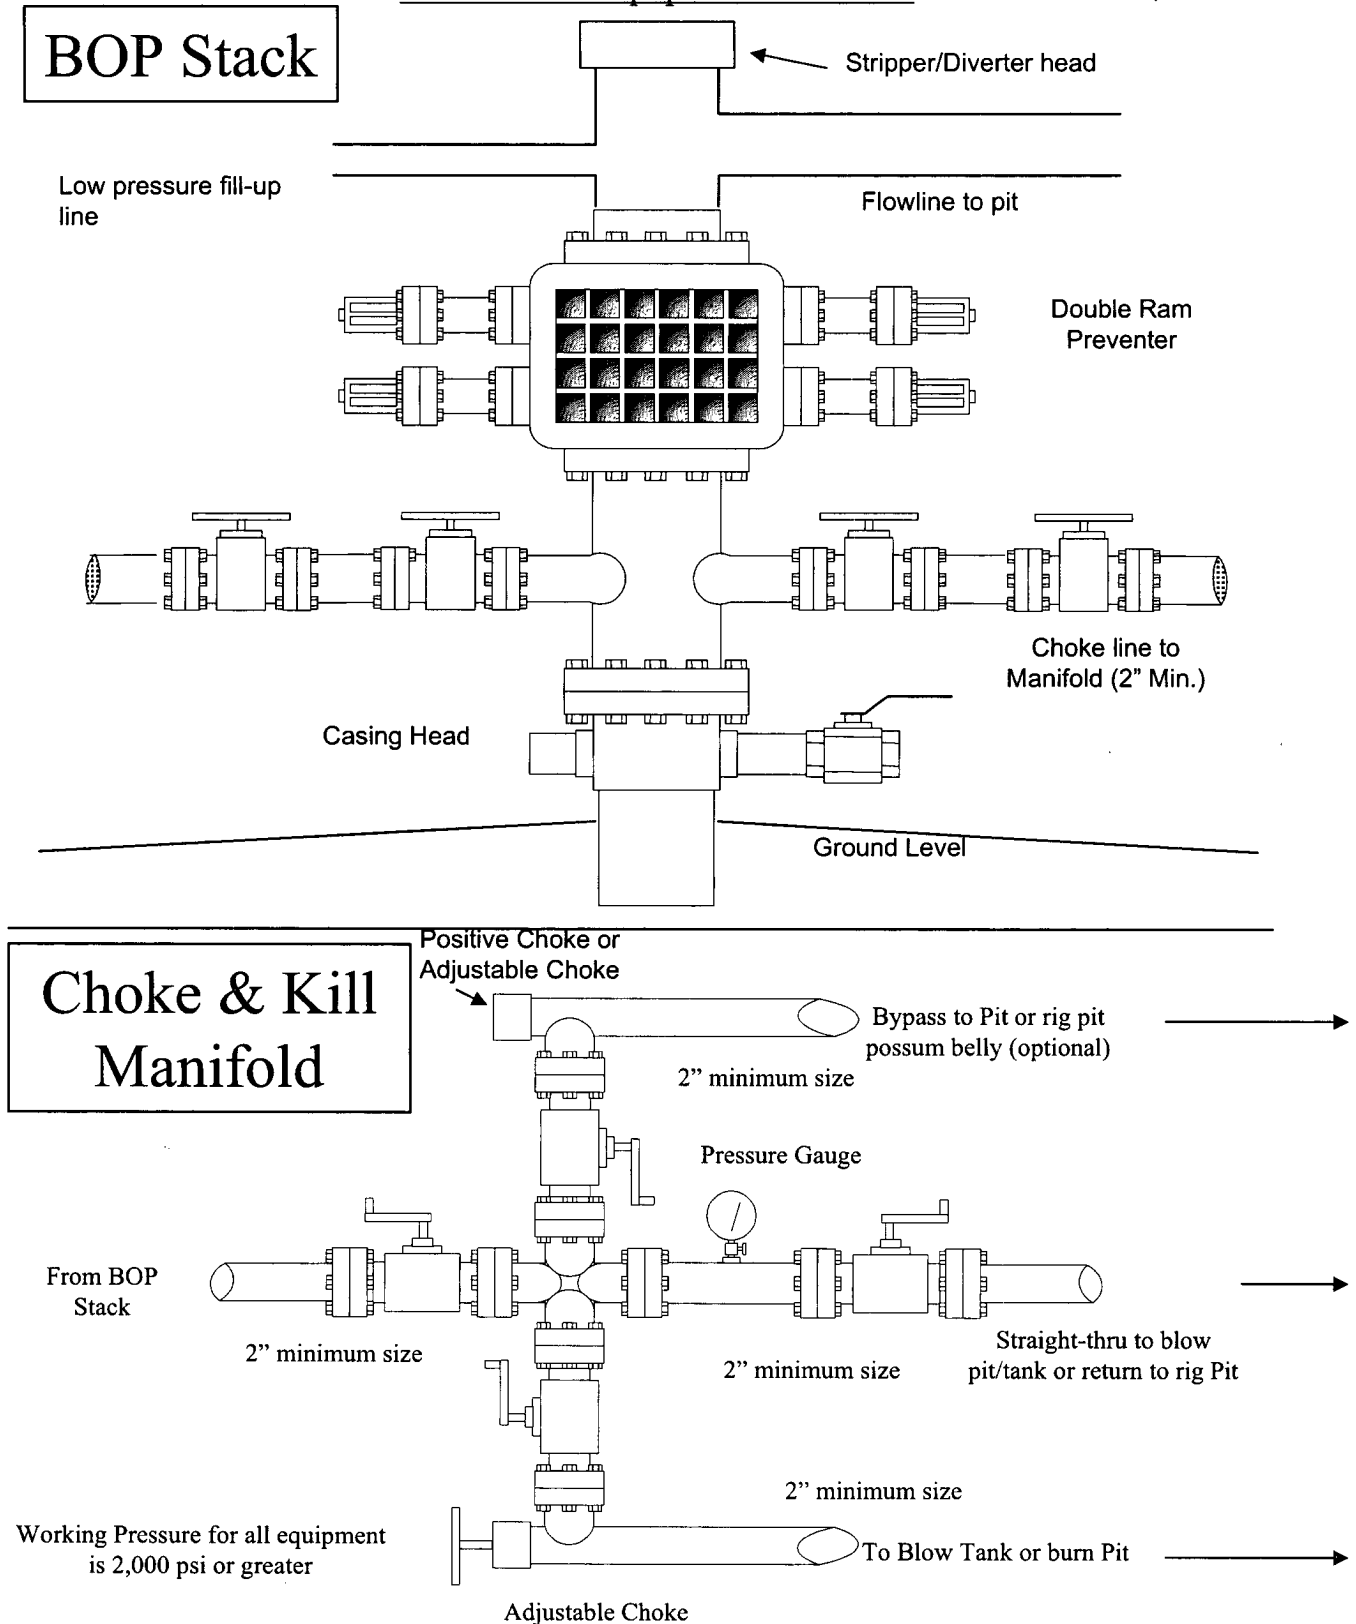 BOP Stack
Stripper/Diverter head
Low pressure fill-up
line
Flowline to pit
Double Ram
Preventer
Choke line to
Manifold (2” Min.)
Casing Head
Ground Level
Choke & Kill
Manifold
Positive Choke or
Adjustable Choke
Bypass to Pit or rig pit
possum belly (optional)
2” minimum size
Pressure Gauge
From BOP
Stack
2” minimum size
2” minimum size
Straight-thru to blow
pit/tank or return to rig Pit
2” minimum size
Working Pressure for all equipment
is 2,000 psi or greater
To Blow Tank or burn Pit
Adjustable Choke